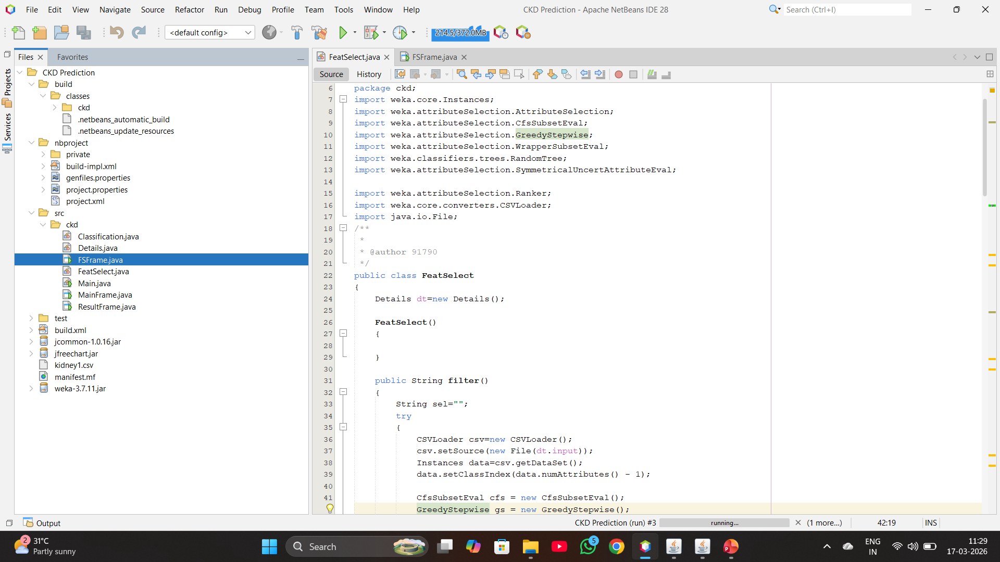 File Edit View Navigate Source Refactor Run Debug Profile Team Tools Window Help
CKD Prediction - Apache NetBeans IDE 28
Search (Ctrl+I)
<default config>
214.5/372.0MB
Files
Favorites
FeatSelect.java
FSFrame.java
Projects
Services
Source
History
CKD Prediction
build
classes
ckd
.netbeans_automatic_build
.netbeans_update_resources
nbproject
private
build-impl.xml
genfiles.properties
project.properties
project.xml
src
ckd
Classification.java
Details.java
FSFrame.java
FeatSelect.java
Main.java
MainFrame.java
ResultFrame.java
test
build.xml
jcommon-1.0.16.jar
jfreechart.jar
kidney1.csv
manifest.mf
weka-3.7.11.jar
6 package ckd;
7 import weka.core.Instances;
8 import weka.attributeSelection.AttributeSelection;
9 import weka.attributeSelection.CfsSubsetEval;
10 import weka.attributeSelection.GreedyStepwise;
11 import weka.attributeSelection.WrapperSubsetEval;
12 import weka.classifiers.trees.RandomTree;
13 import weka.attributeSelection.SymmetricalUncertAttributeEval;
14
15 import weka.attributeSelection.Ranker;
16 import weka.core.converters.CSVLoader;
17 import java.io.File;
18 /**
19 *
20 * @author 91790
21 */
22 public class FeatSelect
23 {
24 Details dt=new Details();
25
26 FeatSelect()
27 {
28
29 }
30
31 public String filter()
32 {
33 String sel="";
34 try
35 {
36 CSVLoader csv=new CSVLoader();
37 csv.setSource(new File(dt.input));
38 Instances data=csv.getDataSet();
39 data.setClassIndex(data.numAttributes() - 1);
40
41 CfsSubsetEval cfs = new CfsSubsetEval();
GreedyStepwise gs = new GreedyStepwise();
Output
CKD Prediction (run) #3
running...
(1 more...)
42:19
INS
2
31°C
Partly sunny
Search
5
ENG
IN
11:29
17-03-2026